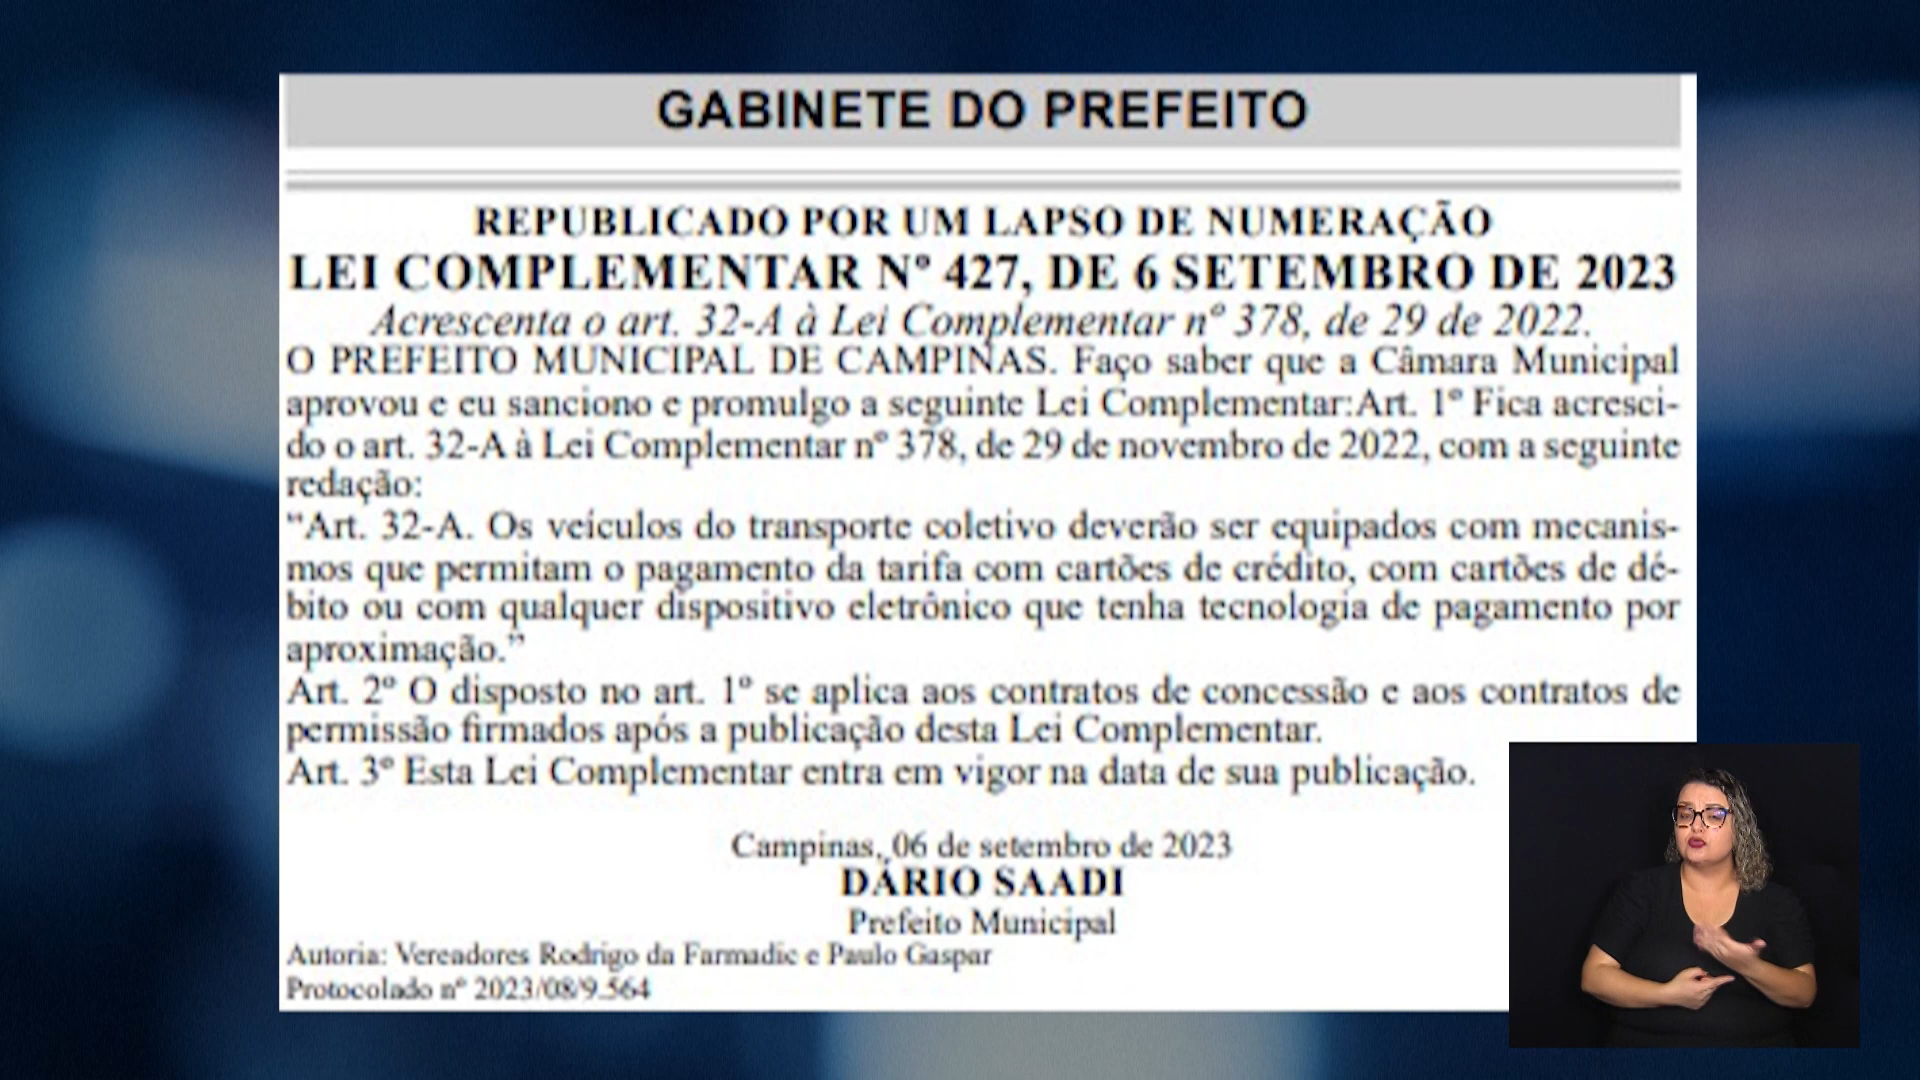 GABINETE DO PREFEITO
REPUBLICADO POR UM LAPSO DE NUMERAÇÃO
LEI COMPLEMENTAR Nº 427, DE 6 SETEMBRO DE 2023
Acrescenta o art. 32-A à Lei Complementar nº 378, de 29 de 2022.
O PREFEITO MUNICIPAL DE CAMPINAS. Faço saber que a Câmara Municipal
aprovou e eu sanciono e promulgo a seguinte Lei Complementar:Art. 1º Fica acresci-
do o art. 32-A à Lei Complementar nº 378, de 29 de novembro de 2022, com a seguinte
redação:
“Art. 32-A. Os veículos do transporte coletivo deverão ser equipados com mecanis-
mos que permitam o pagamento da tarifa com cartões de crédito, com cartões de dé-
bito ou com qualquer dispositivo eletrônico que tenha tecnologia de pagamento por
aproximação.”
Art. 2º O disposto no art. 1º se aplica aos contratos de concessão e aos contratos de
permissão firmados após a publicação desta Lei Complementar.
Art. 3º Esta Lei Complementar entra em vigor na data de sua publicação.
Campinas, 06 de setembro de 2023
DÁRIO SAADI
Prefeito Municipal
Autoria: Vereadores Rodrigo da Farmadic e Paulo Gaspar
Protocolado nº 2023/08/9.564